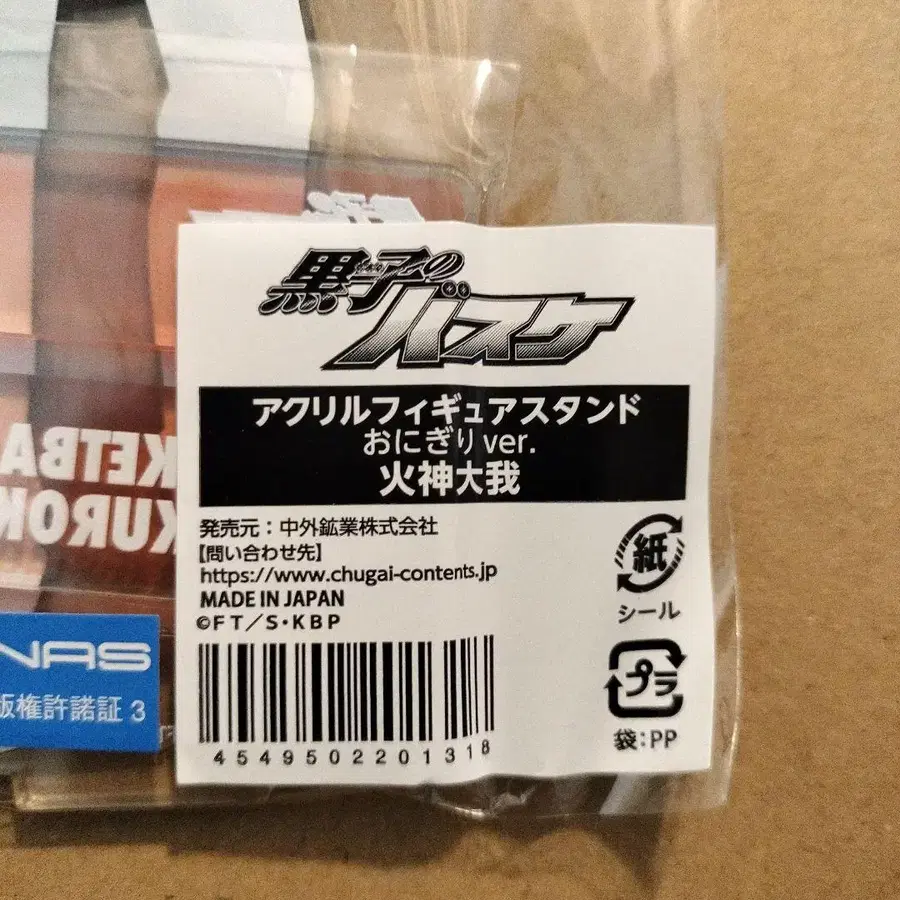 黒子のバスケ
アクリルフィギュアスタンド
おにぎりver.
火神大我
発売元：中外鉱業株式会社
【問い合わせ先】
https://www.chugai-contents.jp
MADE IN JAPAN
©FT／S・KBP
4549502201318
紙
シール
プラ
袋：PP
KETBA
KUROK
NAS
版権許諾証 3